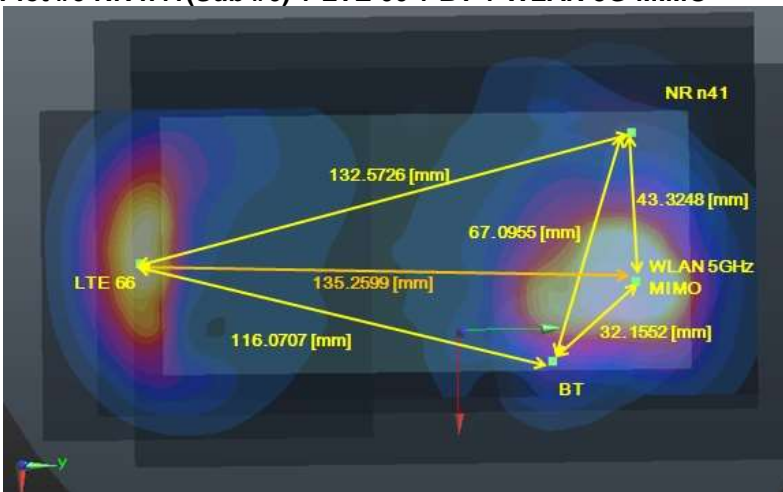 NR n41
132.5726 [mm]
43.3248 [mm]
67.0955 [mm]
WLAN 5GHz
MIMO
LTE 66
135.2599 [mm]
32.1552 [mm]
116.0707 [mm]
BT
y